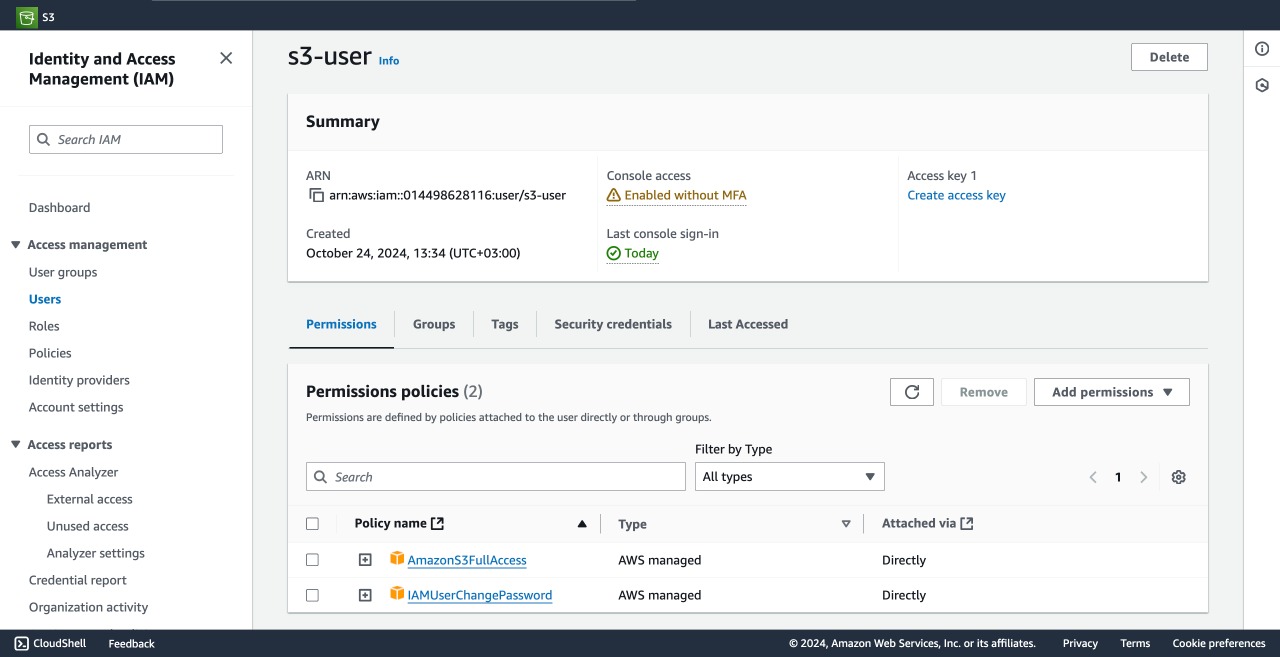 S3
Identity and Access
Management (IAM)
Search IAM
Dashboard
Access management
User groups
Users
Roles
Policies
Identity providers
Account settings
Access reports
Access Analyzer
External access
Unused access
Analyzer settings
Credential report
Organization activity
s3-user Info
Delete
Summary
ARN
arn:aws:iam::014498628116:user/s3-user
Created
October 24, 2024, 13:34 (UTC+03:00)
Console access
Enabled without MFA
Last console sign-in
Today
Access key 1
Create access key
Permissions Groups Tags Security credentials Last Accessed
Permissions policies (2)
Remove Add permissions
Permissions are defined by policies attached to the user directly or through groups.
Filter by Type
Search All types 1
Policy name Type Attached via
AmazonS3FullAccess AWS managed Directly
IAMUserChangePassword AWS managed Directly
CloudShell Feedback © 2024, Amazon Web Services, Inc. or its affiliates. Privacy Terms Cookie preferences